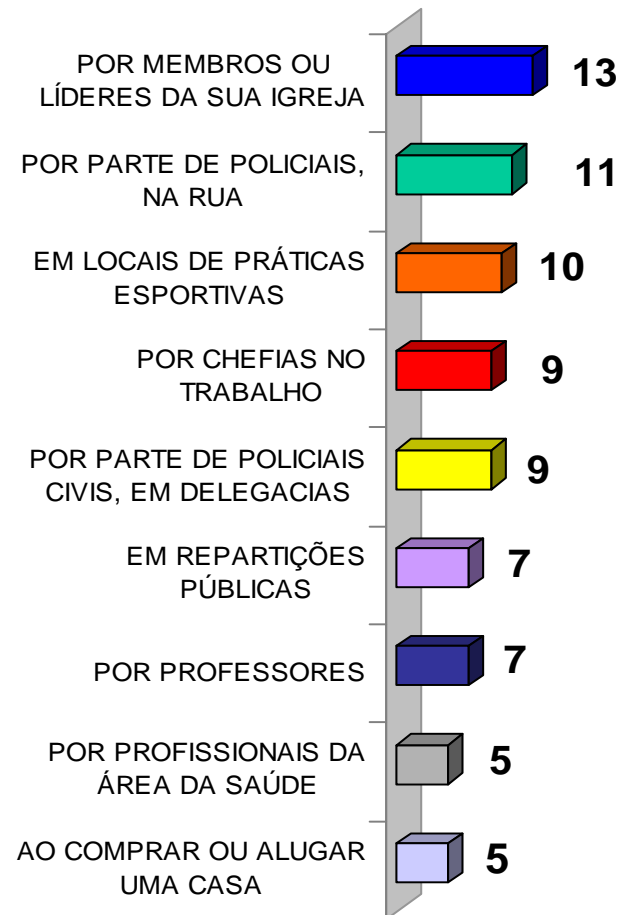 POR MEMBROS OU
LÍDERES DA SUA IGREJA
13
POR PARTE DE POLICIAIS,
NA RUA
11
EM LOCAIS DE PRÁTICAS
ESPORTIVAS
10
POR CHEFIAS NO
TRABALHO
9
POR PARTE DE POLICIAIS
CIVIS, EM DELEGACIAS
9
EM REPARTIÇÕES
PÚBLICAS
7
POR PROFESSORES
7
POR PROFISSIONAIS DA
ÁREA DA SAÚDE
5
AO COMPRAR OU ALUGAR
UMA CASA
5